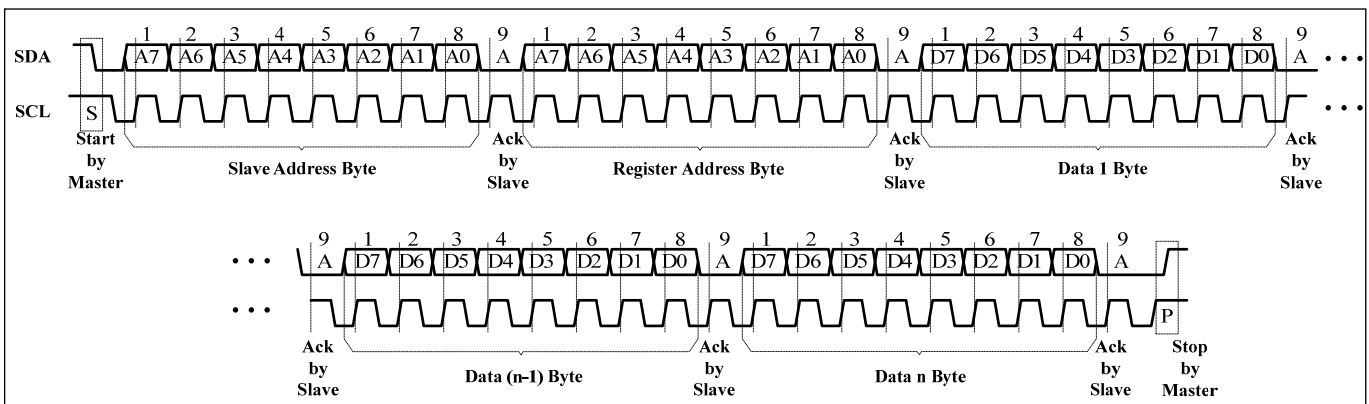 1 2 3 4 5 6 7 8 9 1 2 3 4 5 6 7 8 9 1 2 3 4 5 6 7 8 9
SDA A7 A6 A5 A4 A3 A2 A1 A0 A A7 A6 A5 A4 A3 A2 A1 A0 A D7 D6 D5 D4 D3 D2 D1 D0 A • • •
SCL S • • •
Start by Master
Slave Address Byte
Ack by Slave
Register Address Byte
Ack by Slave
Data 1 Byte
Ack by Slave
9 1 2 3 4 5 6 7 8 9 1 2 3 4 5 6 7 8 9
• • • A D7 D6 D5 D4 D3 D2 D1 D0 A D7 D6 D5 D4 D3 D2 D1 D0 A
• • • P
Ack by Slave
Data (n-1) Byte
Ack by Slave
Data n Byte
Ack by Slave
Stop by Master